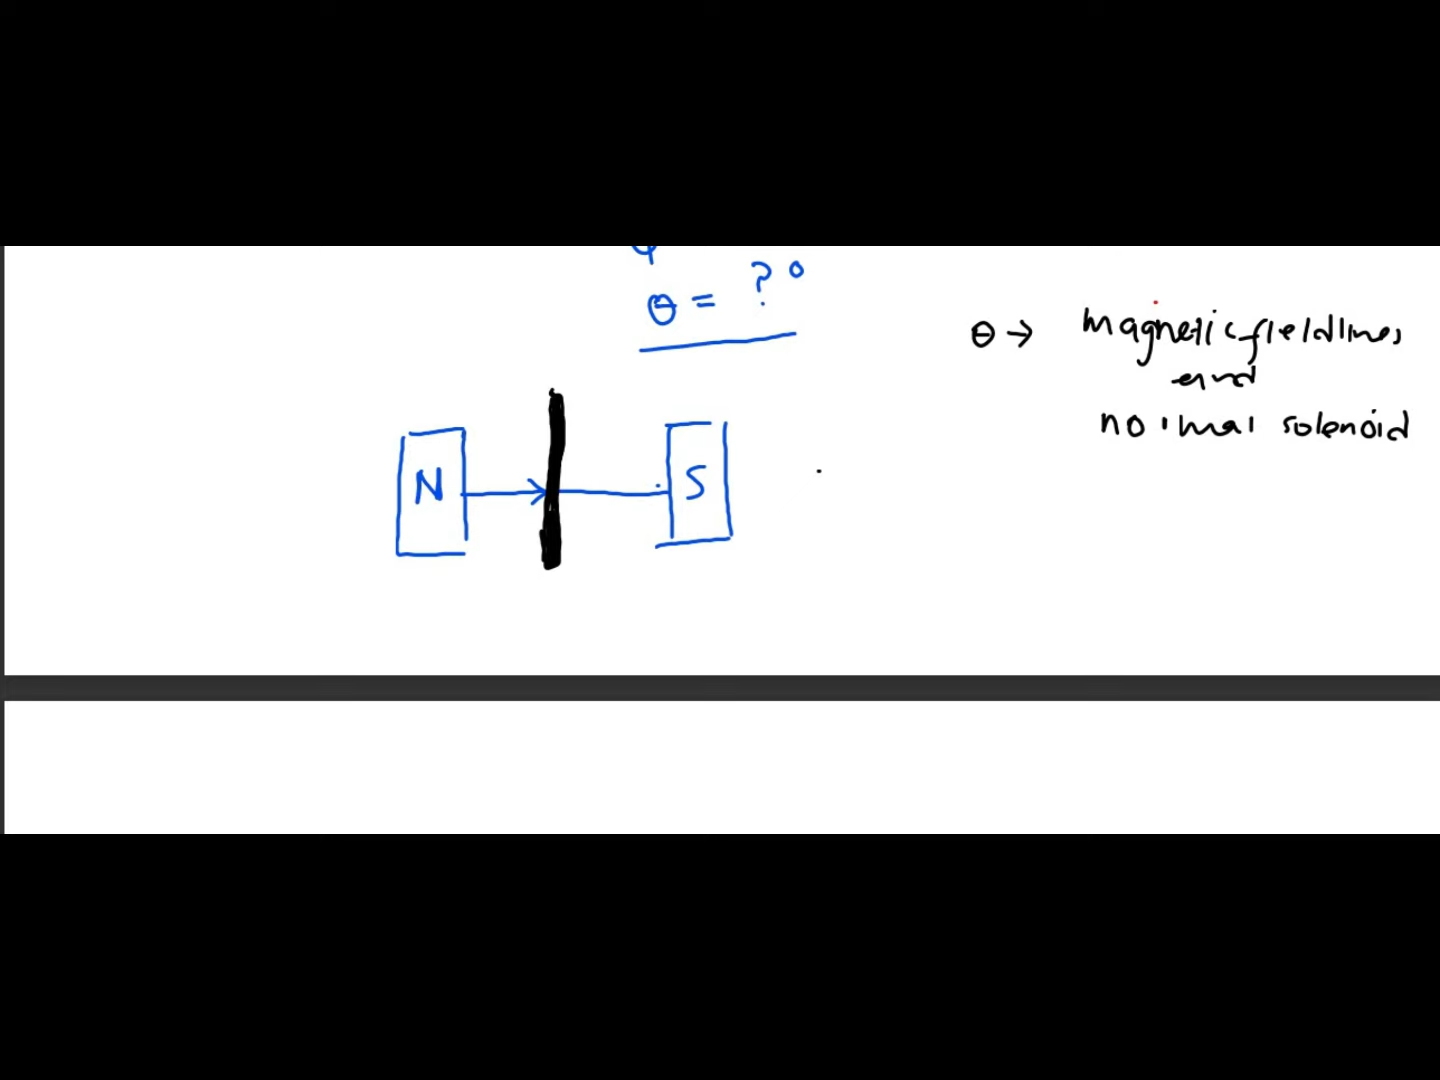 θ = ?°
θ → magnetic field lines
and
normal solenoid
N
S